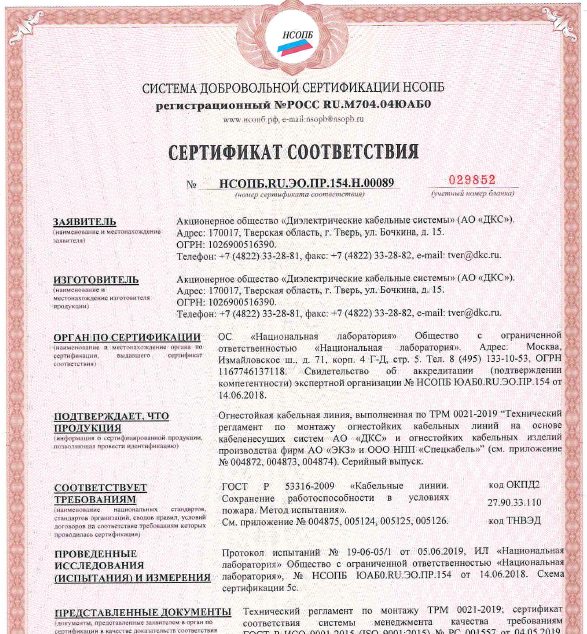 НСОПБ
СИСТЕМА ДОБРОВОЛЬНОЙ СЕРТИФИКАЦИИ НСОПБ
регистрационный №РОСС RU.М704.04ЮАБ0
www.нсопб.рф, e-mail:nsopb@nsopb.ru
СЕРТИФИКАТ СООТВЕТСТВИЯ
№ НСОПБ.RU.ЭО.ПР.154.Н.00089 029852
(номер сертификата соответствия) (учетный номер бланка)
ЗАЯВИТЕЛЬ
(наименование и местонахождение
заявителя)
Акционерное общество «Диэлектрические кабельные системы» (АО «ДКС»).
Адрес: 170017, Тверская область, г. Тверь, ул. Бочкина, д. 15.
ОГРН: 1026900516390.
Телефон: +7 (4822) 33-28-81, факс: +7 (4822) 33-28-82, e-mail: tver@dkc.ru.
ИЗГОТОВИТЕЛЬ
(наименование и
местонахождение изготовителя
продукции)
Акционерное общество «Диэлектрические кабельные системы» (АО «ДКС»).
Адрес: 170017, Тверская область, г. Тверь, ул. Бочкина, д. 15.
ОГРН: 1026900516390.
Телефон: +7 (4822) 33-28-81, факс: +7 (4822) 33-28-82, e-mail: tver@dkc.ru.
ОРГАН ПО СЕРТИФИКАЦИИ
(наименование и местонахождение органа по
сертификации, выдавшего сертификат
соответствия)
ОС «Национальная лаборатория» Общество с ограниченной
ответственностью «Национальная лаборатория». Адрес: Москва,
Измайловское ш., д. 71, корп. 4 Г-Д, стр. 5. Тел. 8 (495) 133-10-53, ОГРН
1167746137118. Свидетельство об аккредитации (подтверждении
компетентности) экспертной организации № НСОПБ ЮАБ0.RU.ЭО.ПР.154 от
14.06.2018.
ПОДТВЕРЖДАЕТ, ЧТО
ПРОДУКЦИЯ
(информация о сертифицированной продукции,
позволяющая провести идентификацию)
Огнестойкая кабельная линия, выполненная по ТРМ 0021-2019 "Технический
регламент по монтажу огнестойких кабельных линий на основе
кабеленесущих систем АО «ДКС» и огнестойких кабельных изделий
производства фирм АО «ЭКЗ» и ООО НПП «Спецкабель»" (см. приложение
№ 004872, 004873, 004874). Серийный выпуск.
СООТВЕТСТВУЕТ
ТРЕБОВАНИЯМ
(наименование национальных стандартов,
стандартов организаций, сводов правил, условий
договоров на соответствие требованиям которых
проводилась сертификация)
ГОСТ Р 53316-2009 «Кабельные линии.
Сохранение работоспособности в условиях
пожара. Метод испытания».
См. приложение № 004875, 005124, 005125, 005126.
код ОКПД2
27.90.33.110
код ТНВЭД
ПРОВЕДЕННЫЕ
ИССЛЕДОВАНИЯ
(ИСПЫТАНИЯ) И ИЗМЕРЕНИЯ
Протокол испытаний № 19-06-05/1 от 05.06.2019, ИЛ «Национальная
лаборатория» Общество с ограниченной ответственностью «Национальная
лаборатория», № НСОПБ ЮАБ0.RU.ЭО.ПР.154 от 14.06.2018. Схема
сертификации 5с.
ПРЕДСТАВЛЕННЫЕ ДОКУМЕНТЫ
(документы, представленные заявителем в орган по
сертификации в качестве доказательств соответствия
Технический регламент по монтажу ТРМ 0021-2019; сертификат
соответствия системы менеджмента качества требованиям
ГОСТ Р ИСО 9001-2015 (ISO 9001:2015) № РС 001557 от 04.05.2019